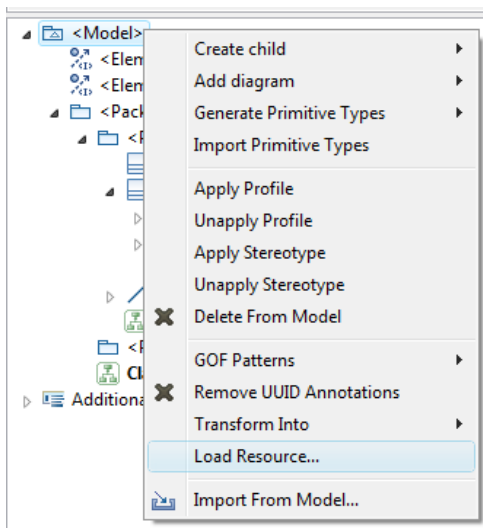 <Model>
Create child
<Elem
Add diagram
<Elem
Generate Primitive Types
<Pack
Import Primitive Types
Apply Profile
Unapply Profile
Apply Stereotype
Unapply Stereotype
Delete From Model
GOF Patterns
Remove UUID Annotations
Additiona
Transform Into
Load Resource...
Import From Model...